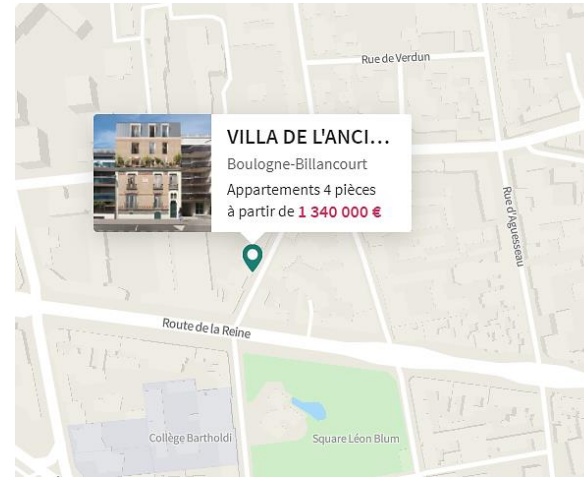 Rue de Verdun
VILLA DE L'ANCI...
Boulogne-Billancourt
Appartements 4 pièces
à partir de 1 340 000 €
Rue d'Aguesseau
Route de la Reine
Collège Bartholdi
Square Léon Blum